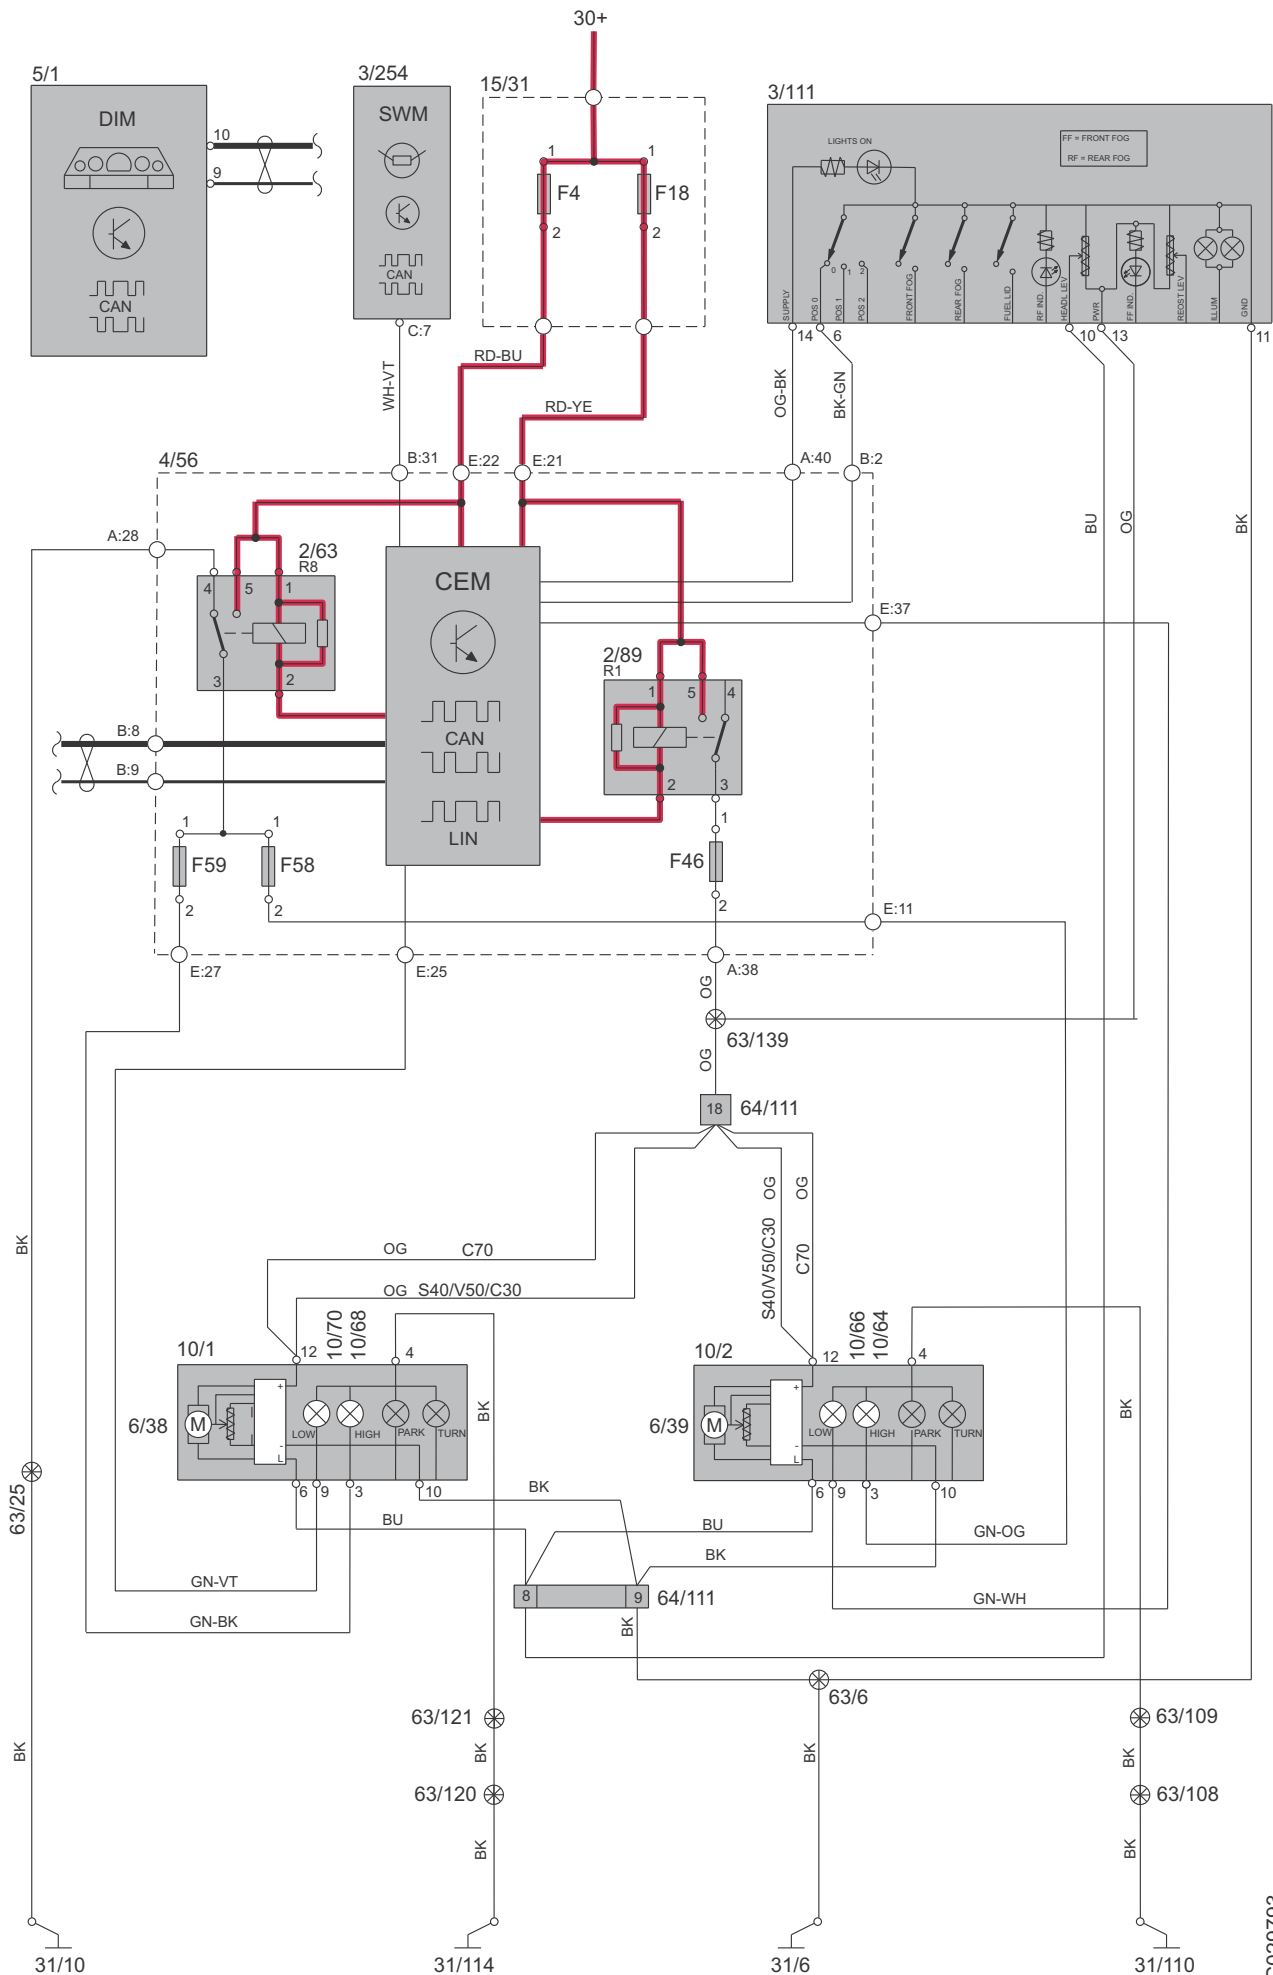 30+
5/1
3/254
15/31
3/111
DIM
10
9
CAN
SWM
CAN
C:7
1
1
F4
F18
2
2
LIGHTS ON
FF = FRONT FOG
RF = REAR FOG
0
1
2
SUPPLY
POS 0
POS 1
POS 2
FRONT FOG
REAR FOG
FUEL LID
RF IND.
HEADL LEV
PWR
FF IND.
REOST LEV
ILLUM
GND
14
6
10
13
11
WH-VT
RD-BU
RD-YE
OG-BK
BK-GN
BU
OG
BK
4/56
B:31
E:22
E:21
A:40
B:2
A:28
2/63
R8
4
5
1
3
2
CEM
CAN
LIN
E:37
2/89
R1
1
5
4
2
3
B:8
B:9
1
1
F59
F58
2
2
1
F46
2
E:11
E:27
E:25
A:38
OG
63/139
OG
18
64/111
OG
OG
S40/V50/C30
C70
BK
OG
C70
OG
S40/V50/C30
10/1
12
10/70
10/68
4
10/2
12
10/66
10/64
4
6/38
M
+
-
L
LOW
HIGH
PARK
TURN
BK
6/39
M
+
-
L
LOW
HIGH
PARK
TURN
BK
6
9
3
10
6
9
3
10
63/25
BK
BU
BU
BK
GN-OG
GN-VT
8
9
64/111
GN-WH
GN-BK
BK
63/6
63/121
63/109
BK
BK
BK
63/120
63/108
BK
BK
31/10
31/114
31/6
31/110